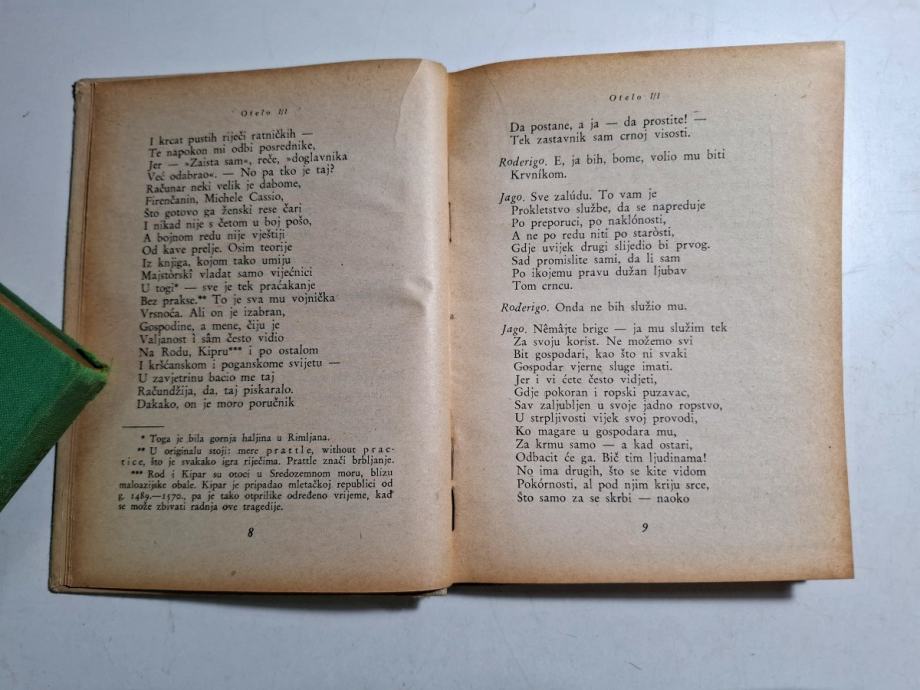 Otelo I/1
I krcat pustih riječi ratničkih —
Te napokon mi odbi posrednike,
Jer — »Zaista sam«, reče, »doglavnika
Već odabrao«. — No pa tko je taj?
Računar neki velik je dabome,
Firenčanin, Michele Cassio,
Što gotovo ga ženski rese čari
I nikad nije s četom u boj pošo,
A bojnom redu nije vještiji
Od kave prelje. Osim teorije
Iz knjiga, kojom tako umiju
Majstòrskî vladat samo vijećnici
U togi* — sve je tek praćakanje
Bez prakse.** To je sva mu vojnička
Vrsnoća. Ali on je izabran,
Gospodine, a mene, čiju je
Valjanost i sâm često vidio
Na Rodu, Kipru*** i po ostalom
I kršćanskom i poganskome svijetu —
U zavjetrinu bacio me taj
Račundžija, da, taj piskaralo.
Dakako, on je moro poručnik
* Toga je bila gornja haljina u Rimljana.
** U originalu stoji: mere prattle, without prac-
tice, što je svakako igra riječima. Prattle znači brbljanje.
*** Rod i Kipar su otoci u Sredozemnom moru, blizu
maloazijske obale. Kipar je pripadao mletačkoj republici od
g. 1489.—1570., pa je tako otprilike određeno vrijeme, kad
se može zbivati radnja ove tragedije.
8
Otelo I/1
Da postane, a ja — da prostite! —
Tek zastavnik sam crnoj visosti.
Roderigo. E, ja bih, bome, volio mu biti
Krvníkom.
Jago. Sve zalúdu. To vam je
Prokletstvo službe, da se napreduje
Po preporuci, po naklónosti,
A ne po redu niti po staròsti,
Gdje uvijek drugi slijedio bi prvog.
Sad promislite sami, da li sam
Po ikojemu pravu dužan ljubav
Tom crncu.
Roderigo. Onda ne bih služio mu.
Jago. Nȇmâjte brige — ja mu služim tek
Za svoju korist. Ne možemo svi
Bit gospodari, kao što ni svaki
Gospodar vjerne sluge imati.
Jer i vi ćete često vidjeti,
Gdje pokoran i ropski puzavac,
Sav zaljubljen u svoje jadno ropstvo,
U strpljivosti vijek svoj provodi,
Ko magare u gospodara mu,
Za krmu samo — a kad ostari,
Odbacit će ga. Bič tim ljudinama!
No ima drugih, što se kite vidom
Pokórnosti, al pod njim kriju srce,
Što samo za se skrbi — naoko
9